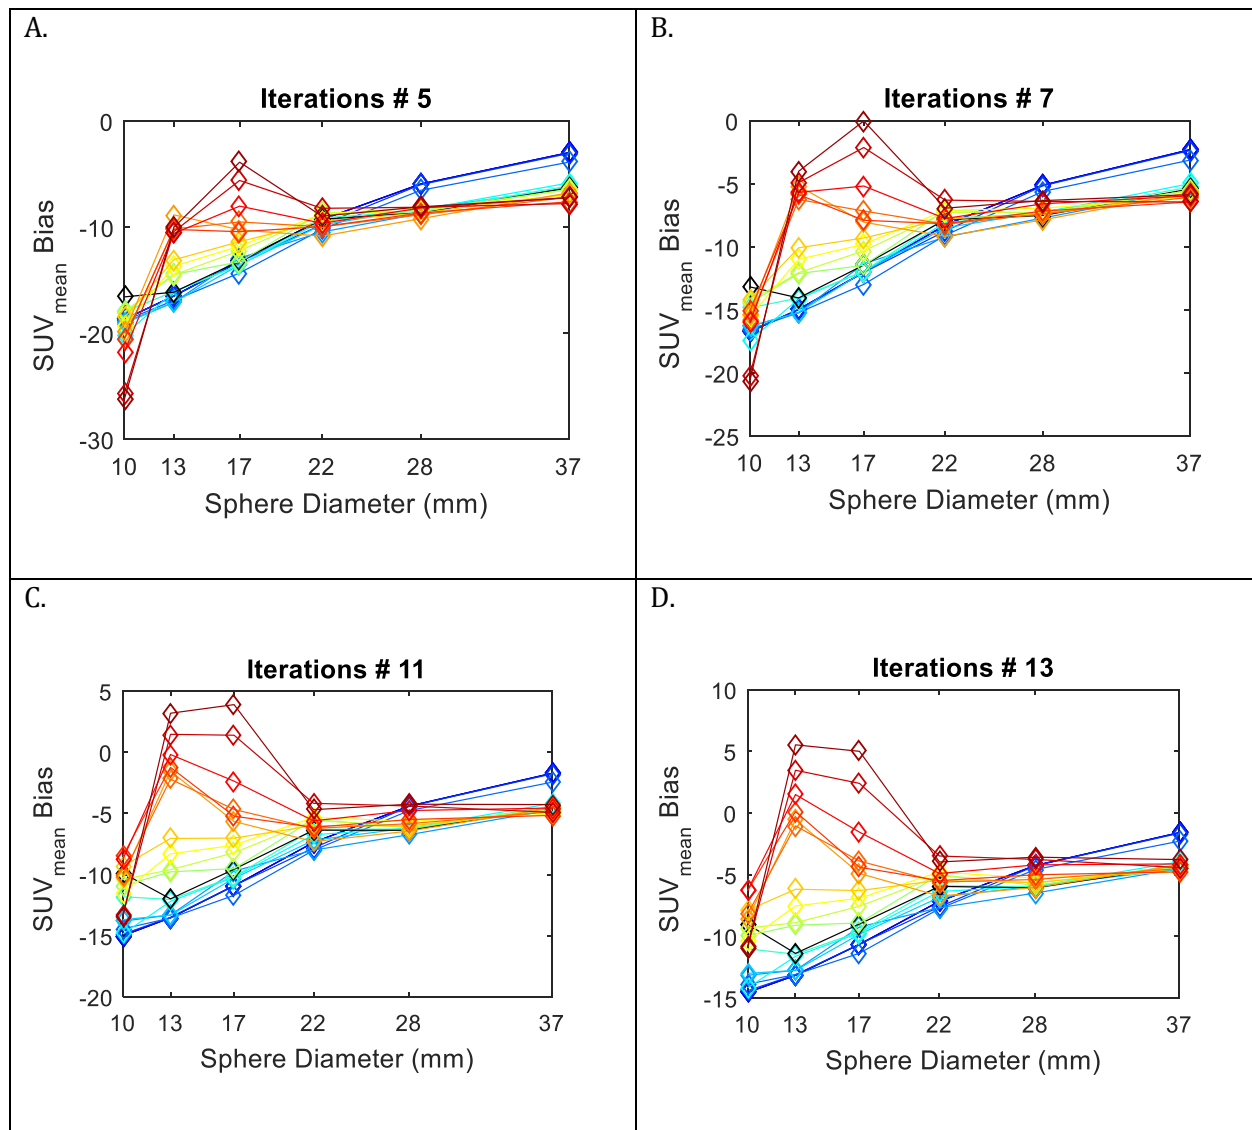 A.
Iterations # 5
0
-10
-20
-30
SUVmean Bias
10 13 17 22 28 37
Sphere Diameter (mm)
B.
Iterations # 7
0
-5
-10
-15
-20
-25
SUVmean Bias
10 13 17 22 28 37
Sphere Diameter (mm)
C.
Iterations # 11
5
0
-5
-10
-15
-20
SUVmean Bias
10 13 17 22 28 37
Sphere Diameter (mm)
D.
Iterations # 13
10
5
0
-5
-10
-15
SUVmean Bias
10 13 17 22 28 37
Sphere Diameter (mm)